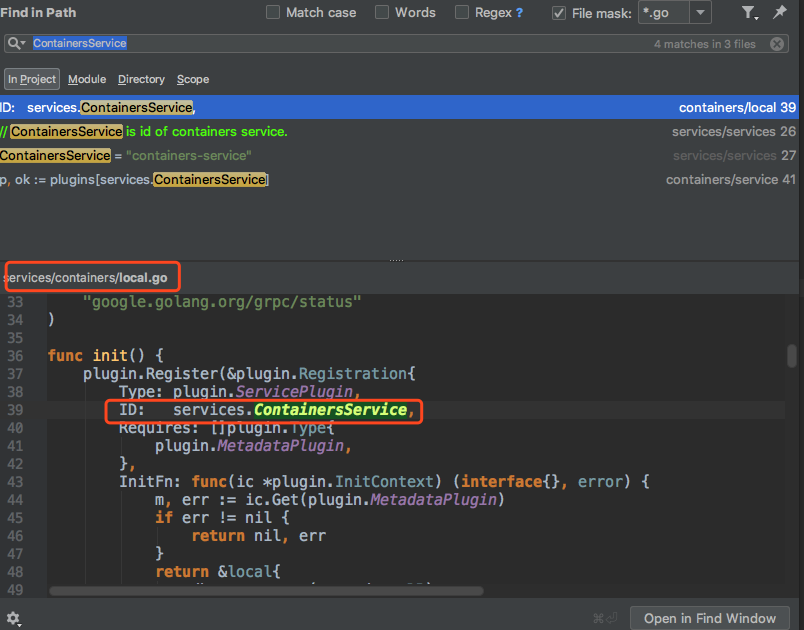 Find in Path
Match case
Words
Regex ?
File mask: *.go
ContainersService
4 matches in 3 files
In Project Module Directory Scope
ID: services.ContainersService, containers/local 39
// ContainersService is id of containers service. services/services 26
ContainersService = "containers-service" services/services 27
p, ok := plugins[services.ContainersService] containers/service 41
services/containers/local.go
33 "google.golang.org/grpc/status"
34 )
35
36 func init() {
37 plugin.Register(&plugin.Registration{
38 Type: plugin.ServicePlugin,
39 ID: services.ContainersService,
40 Requires: []plugin.Type{
41 plugin.MetadataPlugin,
42 },
43 InitFn: func(ic *plugin.InitContext) (interface{}, error) {
44 m, err := ic.Get(plugin.MetadataPlugin)
45 if err != nil {
46 return nil, err
47 }
48 return &local{
49
Open in Find Window